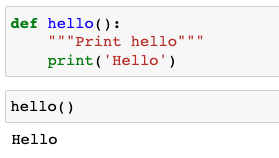 def hello():
    """Print hello"""
    print('Hello')
hello()
Hello